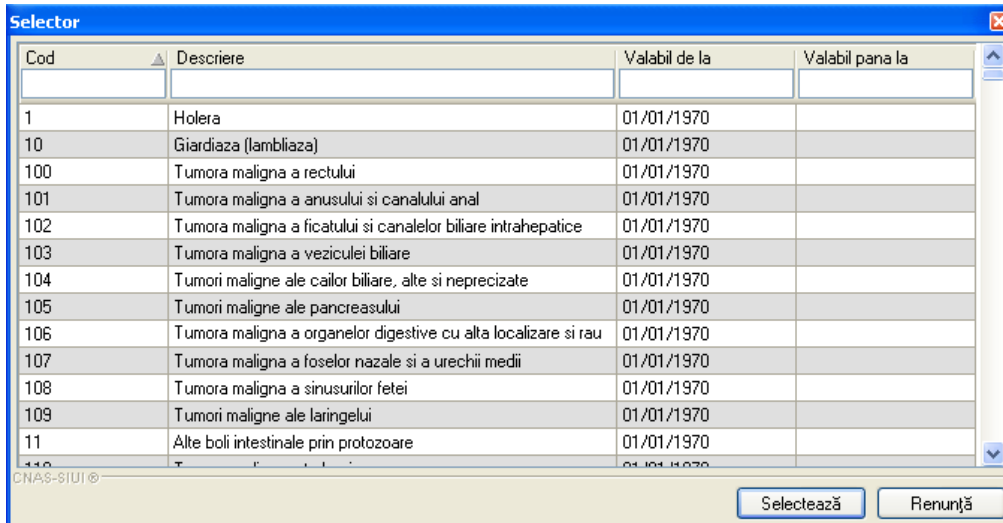 Selector
Cod Descriere Valabil de la Valabil pana la
1 Holera 01/01/1970
10 Giardiaza (lambliaza) 01/01/1970
100 Tumora maligna a rectului 01/01/1970
101 Tumora maligna a anusului si canalului anal 01/01/1970
102 Tumora maligna a ficatului si canalelor biliare intrahepatice 01/01/1970
103 Tumora maligna a veziculei biliare 01/01/1970
104 Tumori maligne ale cailor biliare, alte si neprecizate 01/01/1970
105 Tumori maligne ale pancreasului 01/01/1970
106 Tumora maligna a organelor digestive cu alta localizare si rau 01/01/1970
107 Tumora maligna a foselor nazale si a urechii medii 01/01/1970
108 Tumora maligna a sinusurilor fetei 01/01/1970
109 Tumori maligne ale laringelui 01/01/1970
11 Alte boli intestinale prin protozoare 01/01/1970
CNAS-SIUI ®
Selectează Renunţă